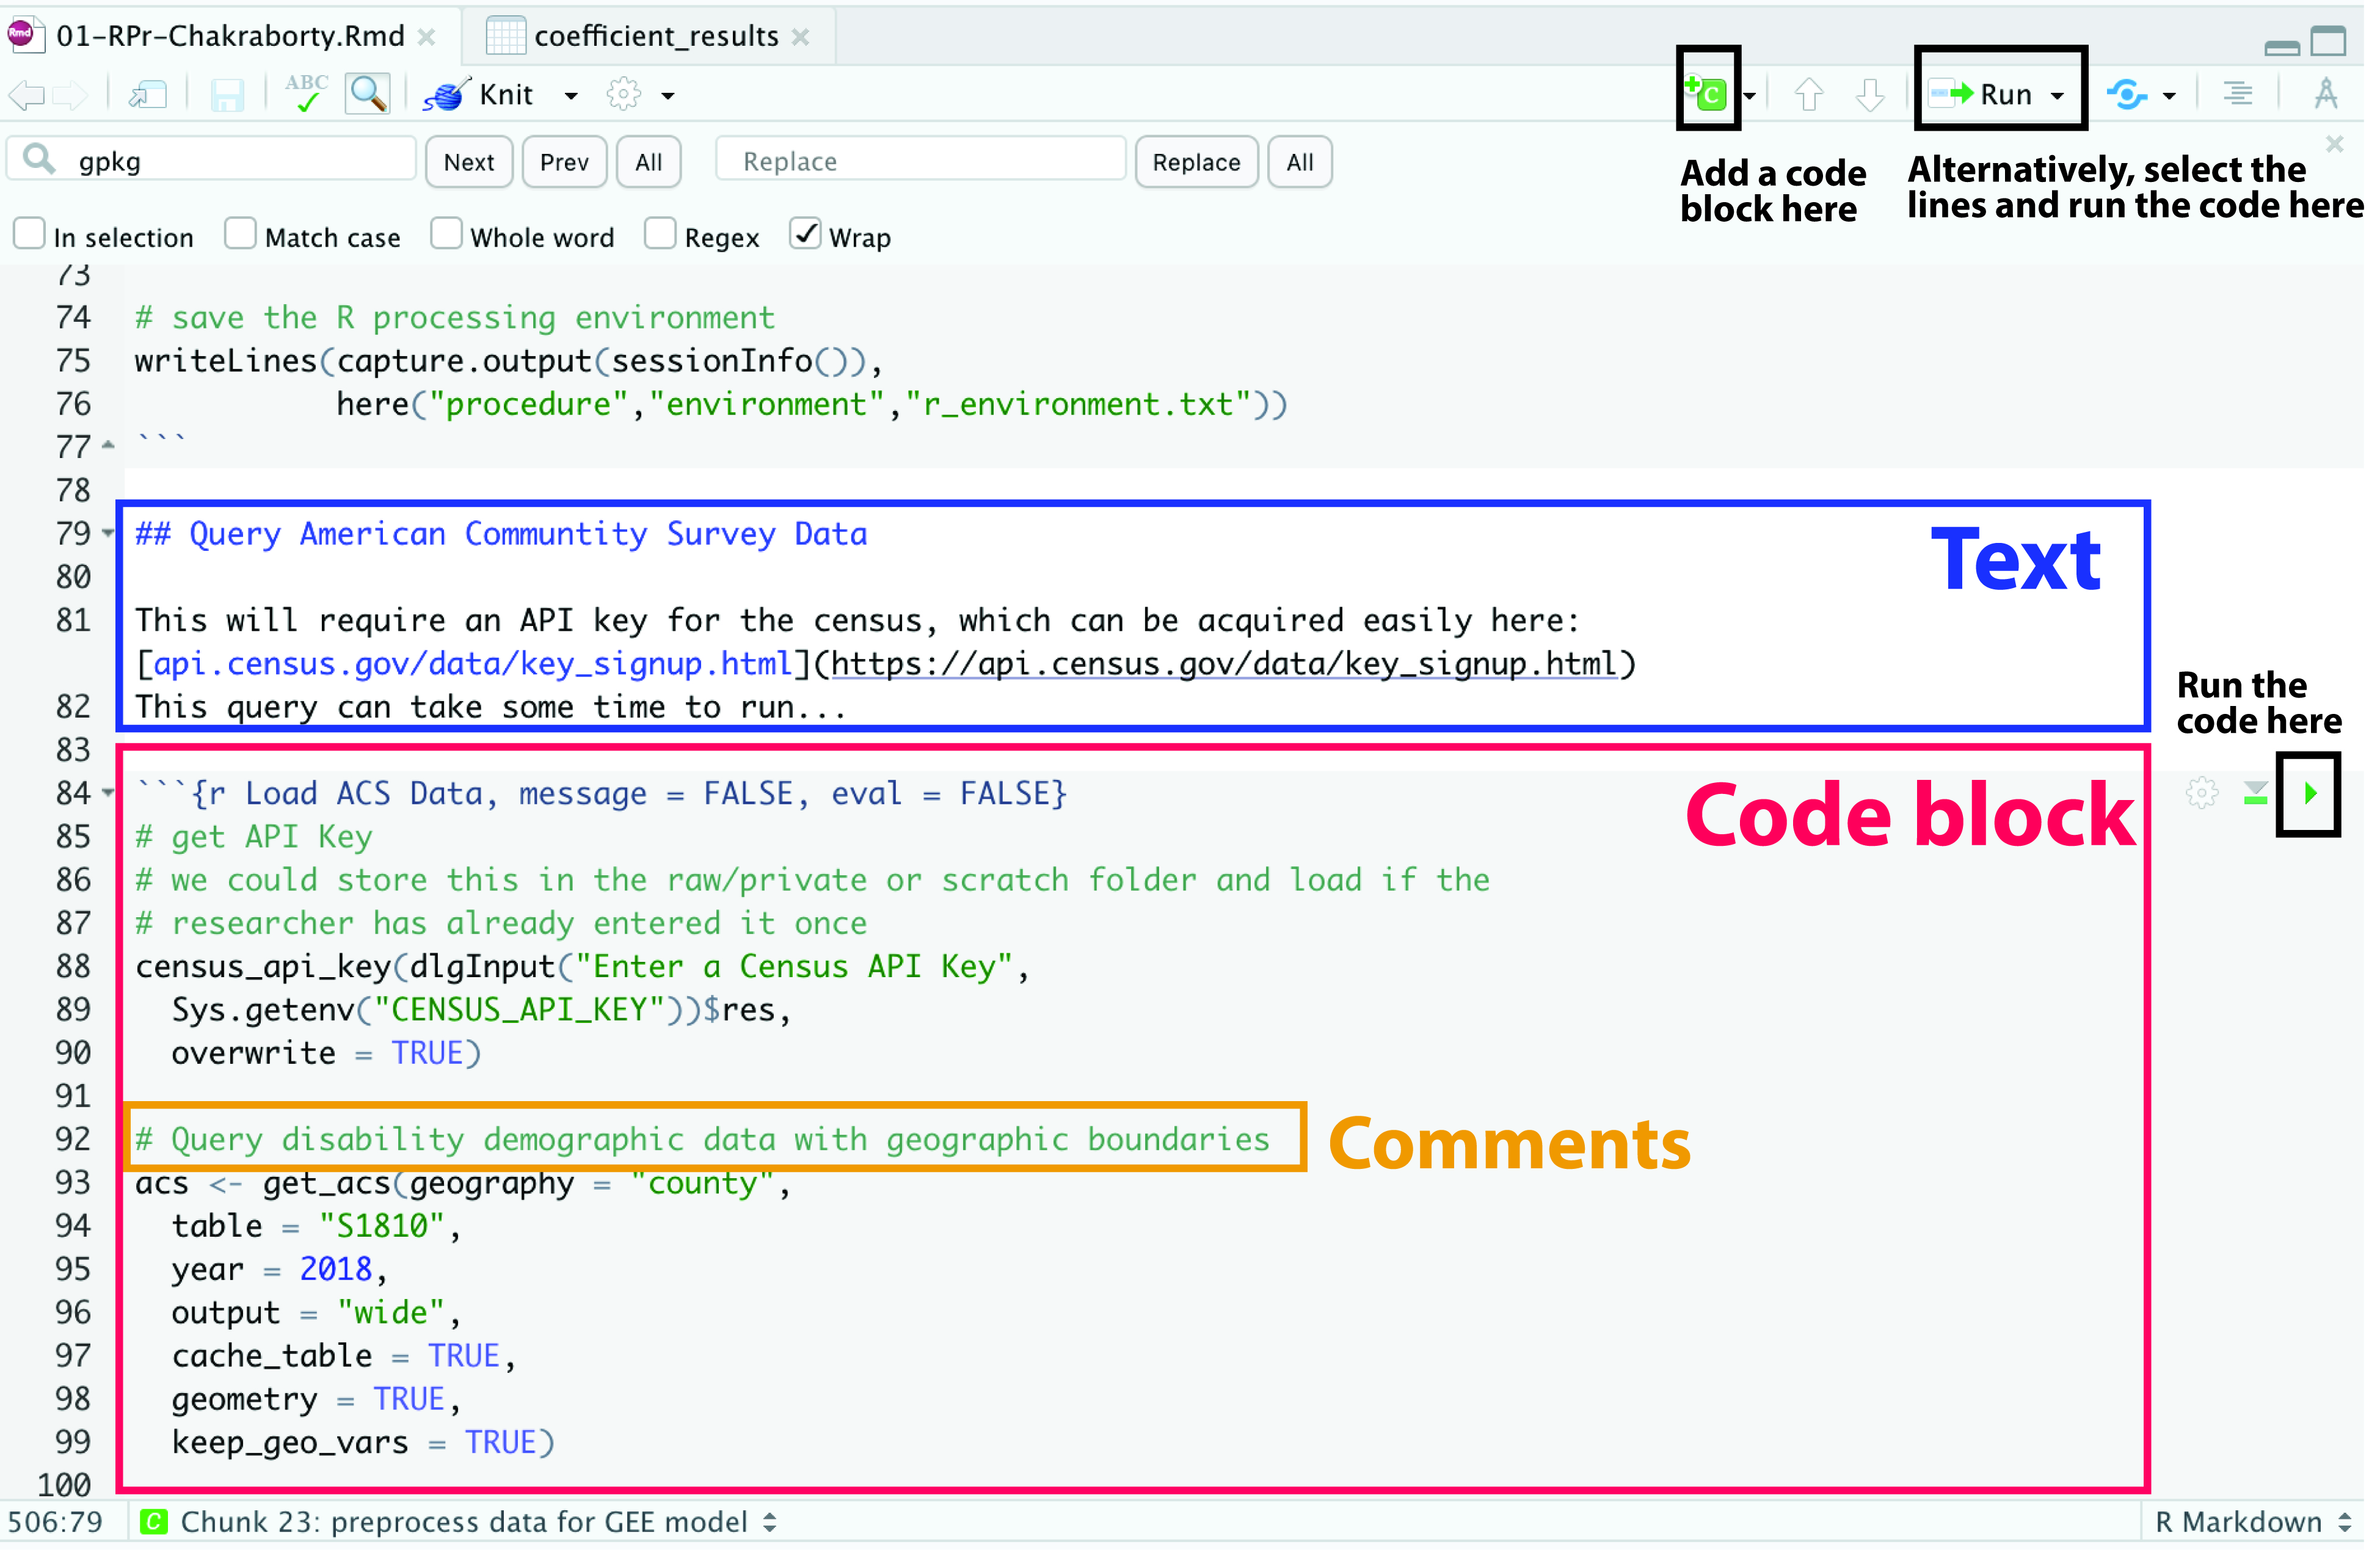 01-RPr-Chakraborty.Rmd
coefficient_results
ABC
Knit
C
Run
gpkg
Next
Prev
All
Replace
Replace
All
Add a code
block here
Alternatively, select the
lines and run the code here
In selection
Match case
Whole word
Regex
Wrap
73
74 # save the R processing environment
75 writeLines(capture.output(sessionInfo()),
76 here("procedure","environment","r_environment.txt"))
77 ```
78
79 ## Query American Communtity Survey Data
Text
80
81 This will require an API key for the census, which can be acquired easily here:
[api.census.gov/data/key_signup.html](https://api.census.gov/data/key_signup.html)
82 This query can take some time to run...
Run the
code here
83
84 ```{r Load ACS Data, message = FALSE, eval = FALSE}
Code block
85 # get API Key
86 # we could store this in the raw/private or scratch folder and load if the
87 # researcher has already entered it once
88 census_api_key(dlgInput("Enter a Census API Key",
89 Sys.getenv("CENSUS_API_KEY"))$res,
90 overwrite = TRUE)
91
92 # Query disability demographic data with geographic boundaries
Comments
93 acs <- get_acs(geography = "county",
94 table = "S1810",
95 year = 2018,
96 output = "wide",
97 cache_table = TRUE,
98 geometry = TRUE,
99 keep_geo_vars = TRUE)
100
506:79
C
Chunk 23: preprocess data for GEE model
R Markdown